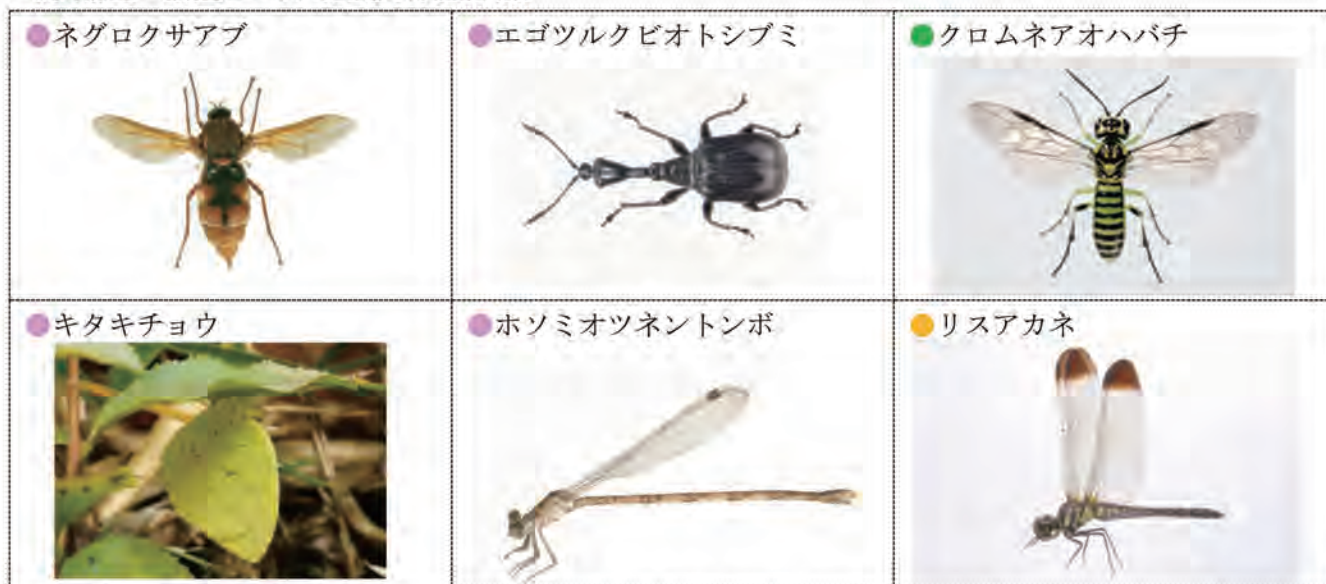 ●ネグロクサアブ
●エゴツルクビオトシブミ
●クロムネアオハバチ
●キタキチョウ
●ホソミオツネントンボ
●リスアカネ